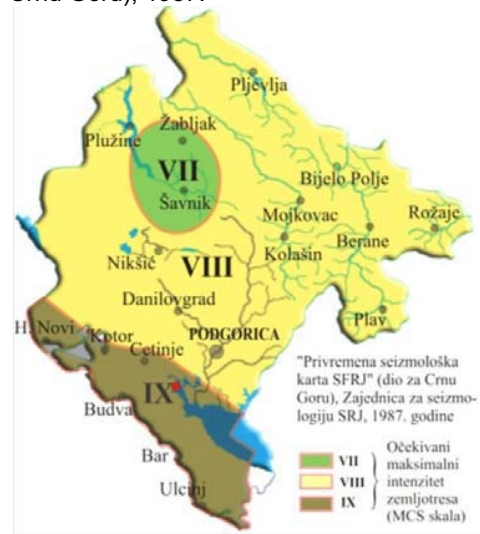 Crnu Goru), 1987.
Pljevlja
Žabljak
Plužine
VII
Šavnik
Bijelo Polje
Mojkovac
Rožaje
Berane
Kolašin
Nikšić
VIII
Danilovgrad
Plav
H. Novi
Kotor
PODGORICA
Cetinje
IX
Budva
Bar
Ulcinj
"Privremena seizmološka
karta SFRJ" (dio za Crnu
Goru), Zajednica za seizmo-
logiju SRJ, 1987. godine
VII
VIII
IX
Očekivani
maksimalni
intenzitet
zemljotresa
(MCS skala)